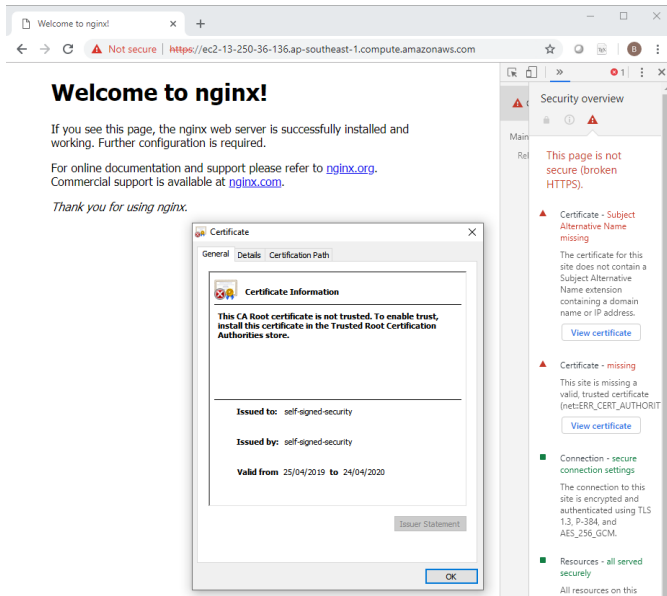 Welcome to nginx!
Not secure | https://ec2-13-250-36-136.ap-southeast-1.compute.amazonaws.com
B
1
Welcome to nginx!
If you see this page, the nginx web server is successfully installed and
working. Further configuration is required.
For online documentation and support please refer to nginx.org.
Commercial support is available at nginx.com.
Thank you for using nginx.
Certificate
General Details Certification Path
Certificate Information
This CA Root certificate is not trusted. To enable trust,
install this certificate in the Trusted Root Certification
Authorities store.
Issued to: self-signed-security
Issued by: self-signed-security
Valid from 25/04/2019 to 24/04/2020
Issuer Statement
OK
Main
Security overview
This page is not
secure (broken
HTTPS).
Certificate - Subject
Alternative Name
missing
The certificate for this
site does not contain a
Subject Alternative
Name extension
containing a domain
name or IP address.
View certificate
Certificate - missing
This site is missing a
valid, trusted certificate
(net::ERR_CERT_AUTHORIT
View certificate
Connection - secure
connection settings
The connection to this
site is encrypted and
authenticated using TLS
1.3, P-384, and
AES_256_GCM.
Resources - all served
securely
All resources on this